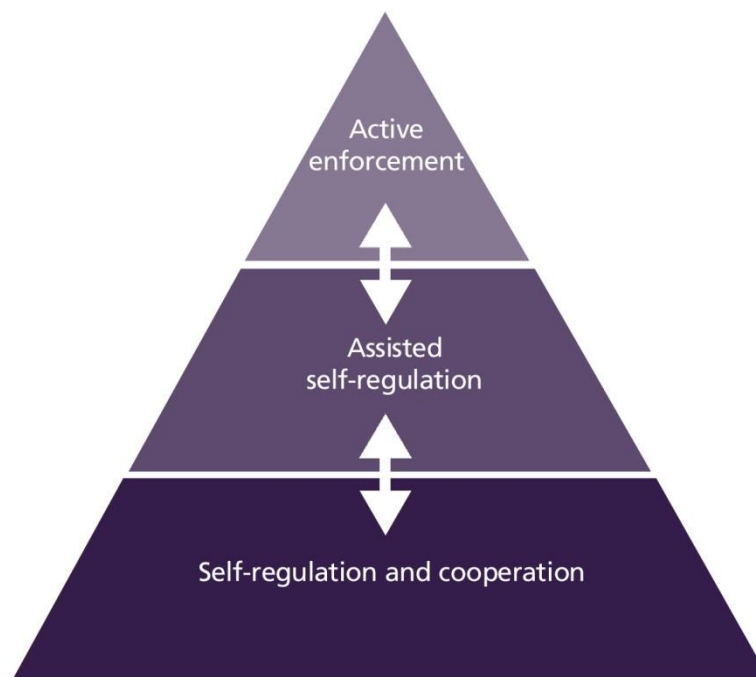 Active
enforcement
Assisted
self-regulation
Self-regulation and cooperation